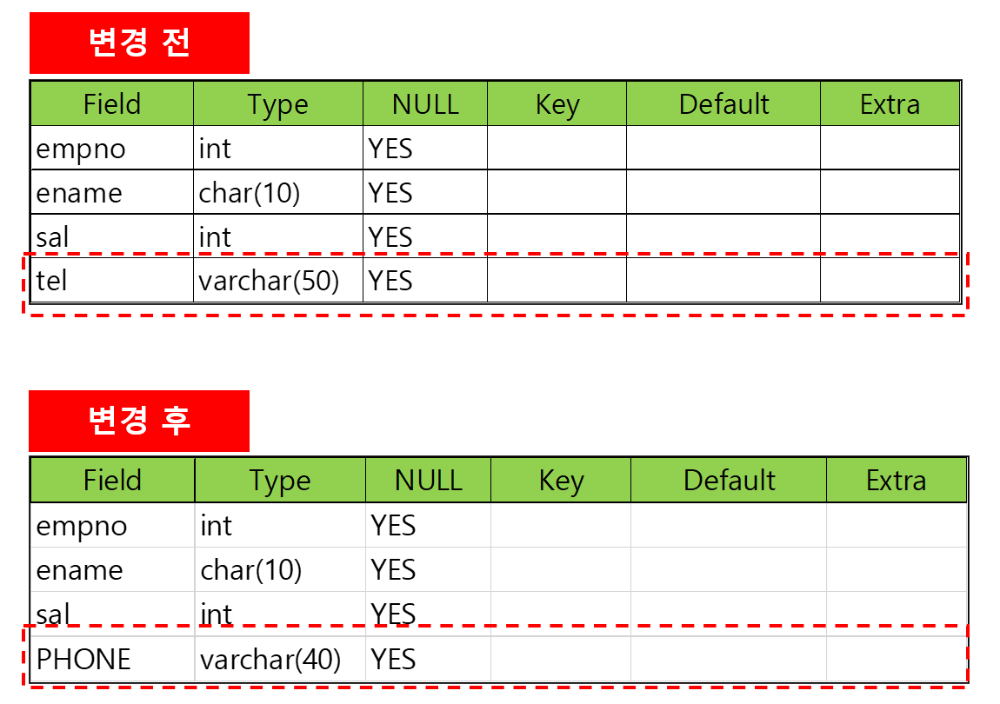 변경 전
Field Type NULL Key Default Extra
empno int YES
ename char(10) YES
sal int YES
tel varchar(50) YES
변경 후
Field Type NULL Key Default Extra
empno int YES
ename char(10) YES
sal int YES
PHONE varchar(40) YES